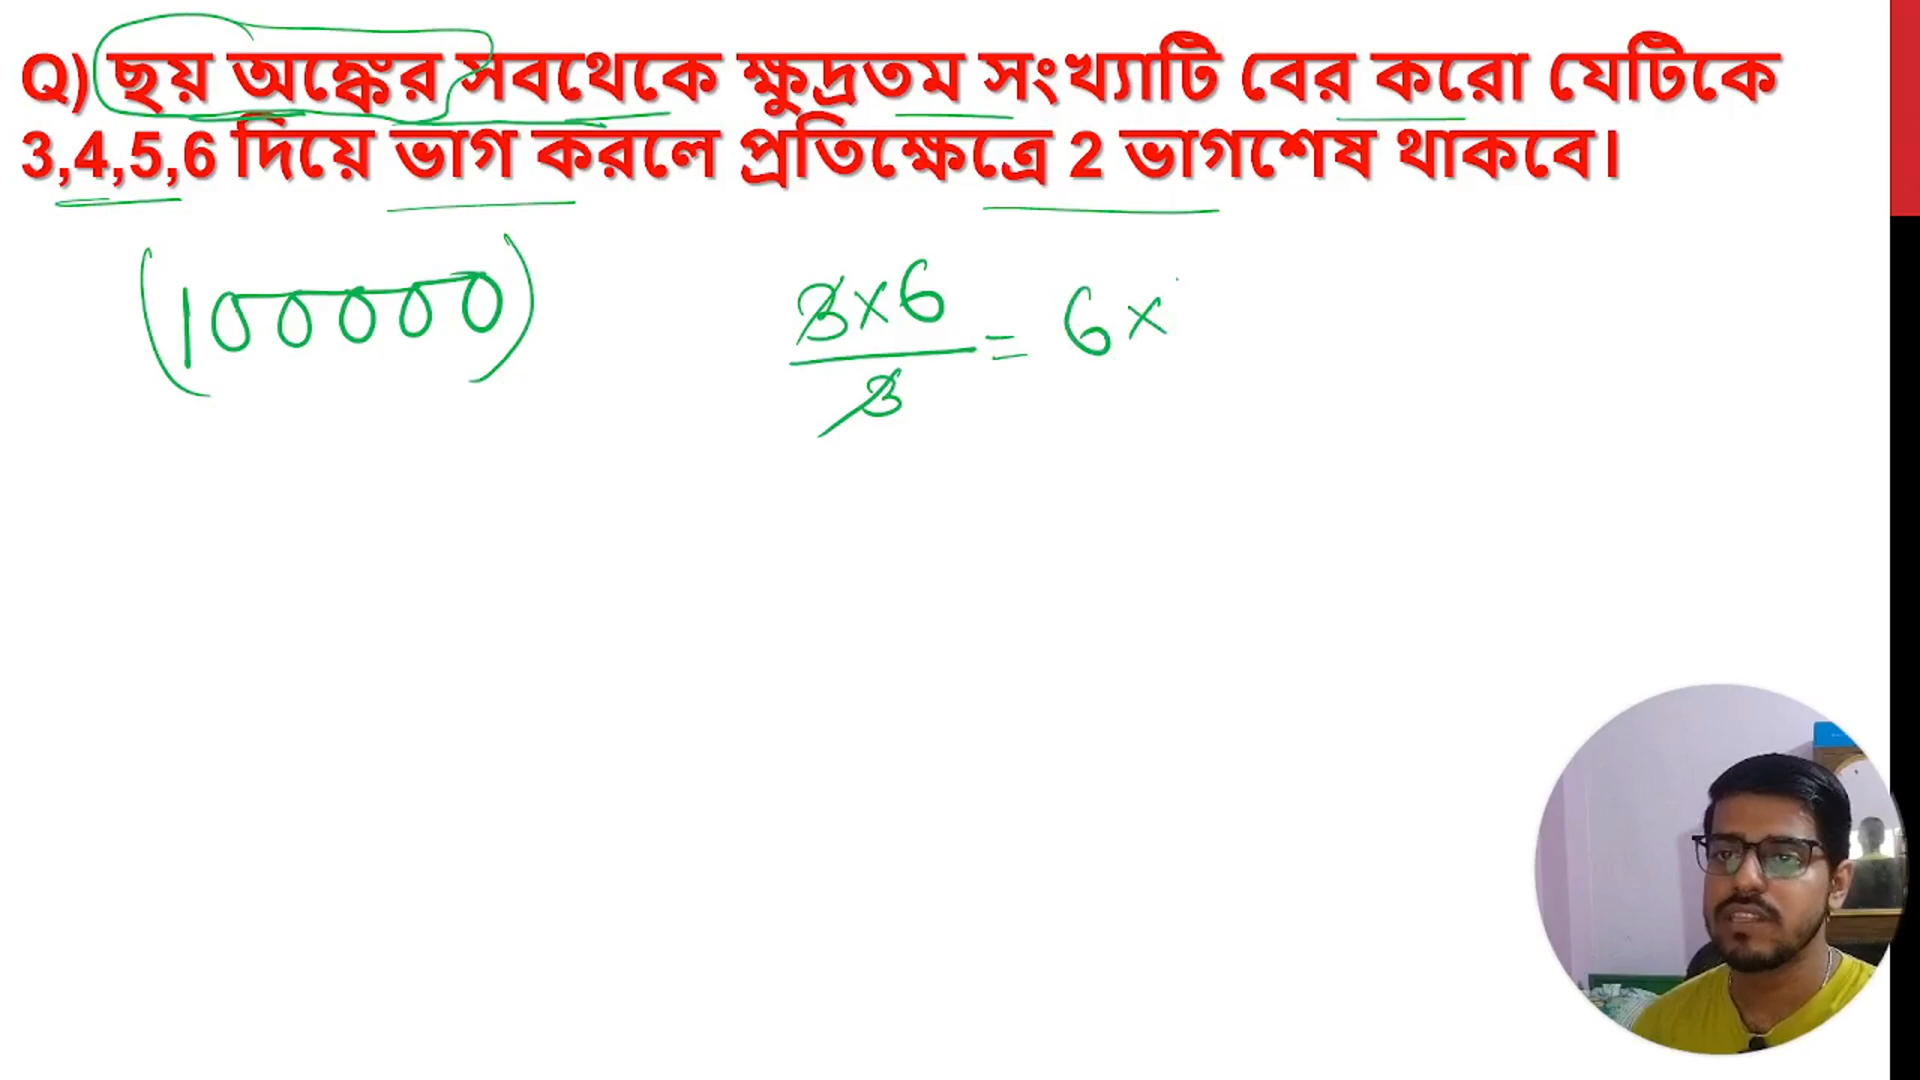 Q) ছয় অঙ্কের সবথেকে ক্ষুদ্রতম সংখ্যাটি বের করো যেটিকে
3,4,5,6 দিয়ে ভাগ করলে প্রতিক্ষেত্রে 2 ভাগশেষ থাকবে।
(100000)
3×6
= 6×
3